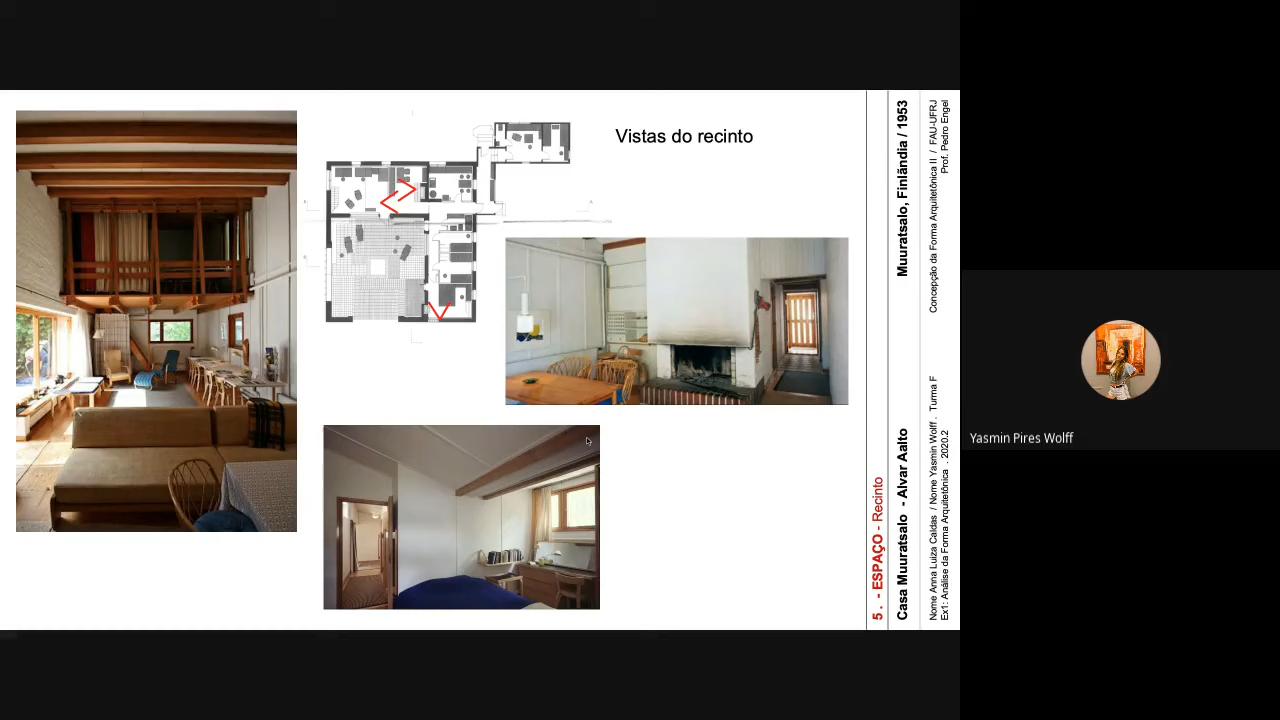 Vistas do recinto
5 . - ESPAÇO - Recinto
Casa Muuratsalo - Alvar Aalto
Muuratsalo, Finlândia / 1953
Nome Anna Luiza Caldas / Nome Yasmin Wolff . Turma F
Ex1: Análise da Forma Arquitetônica . 2020.2
Concepção da Forma Arquitetônica II / FAU-UFRJ
Prof. Pedro Engel
Yasmin Pires Wolff